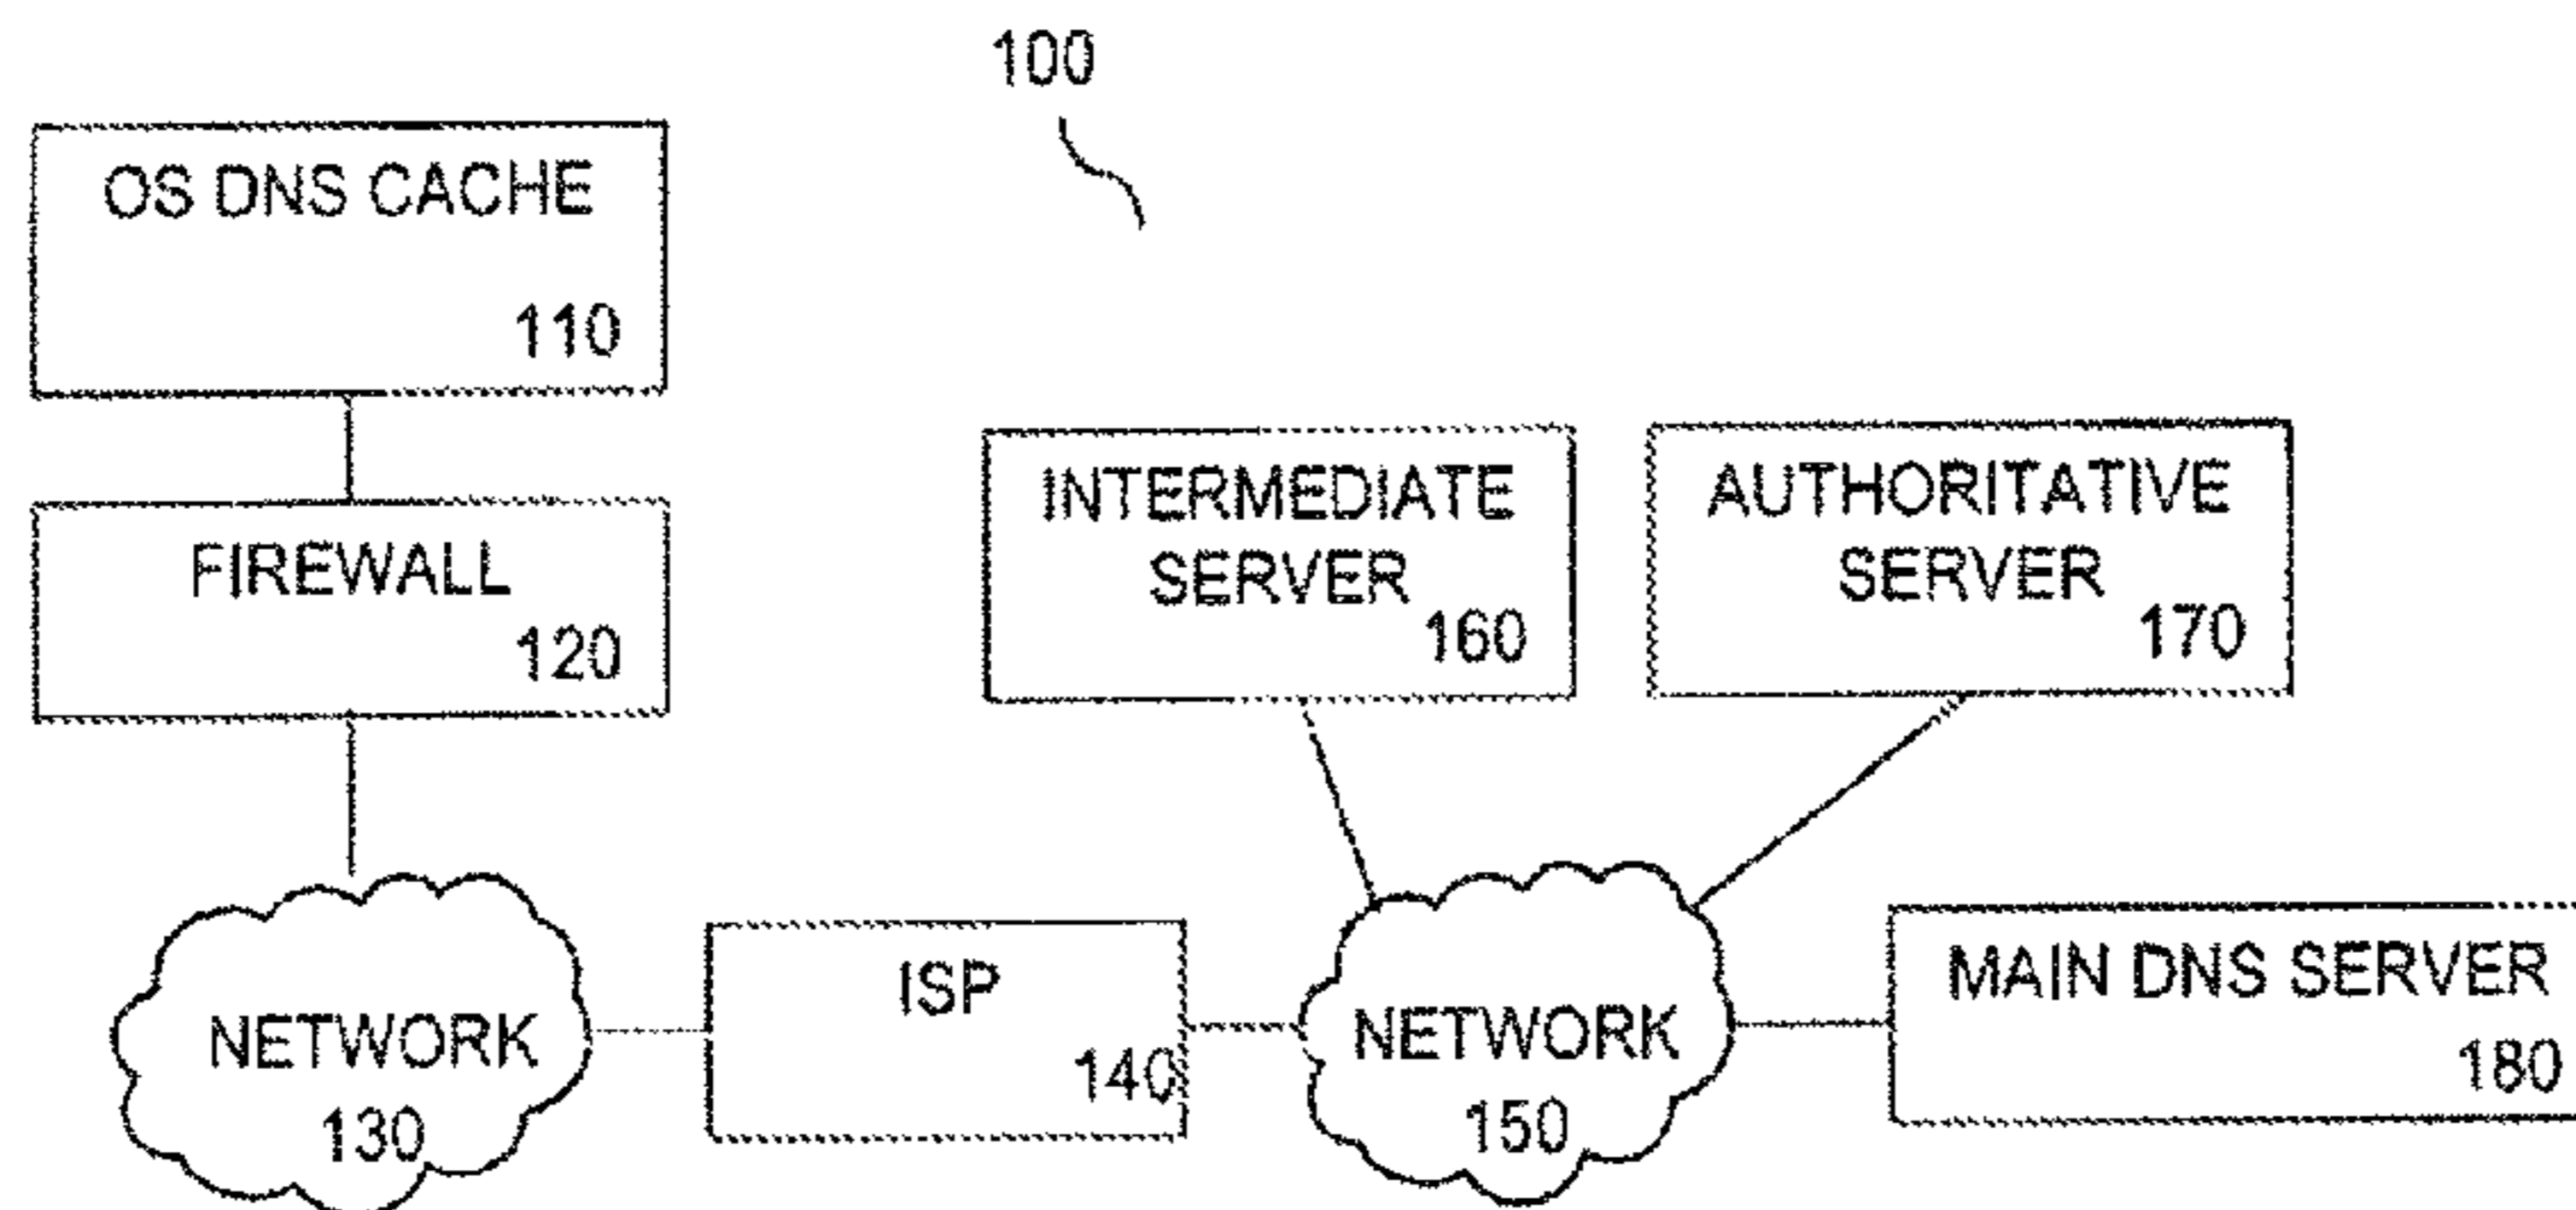 100
OS DNS CACHE
110
FIREWALL
120
INTERMEDIATE
SERVER
160
AUTHORITATIVE
SERVER
170
NETWORK
130
ISP
140
NETWORK
150
MAIN DNS SERVER
180